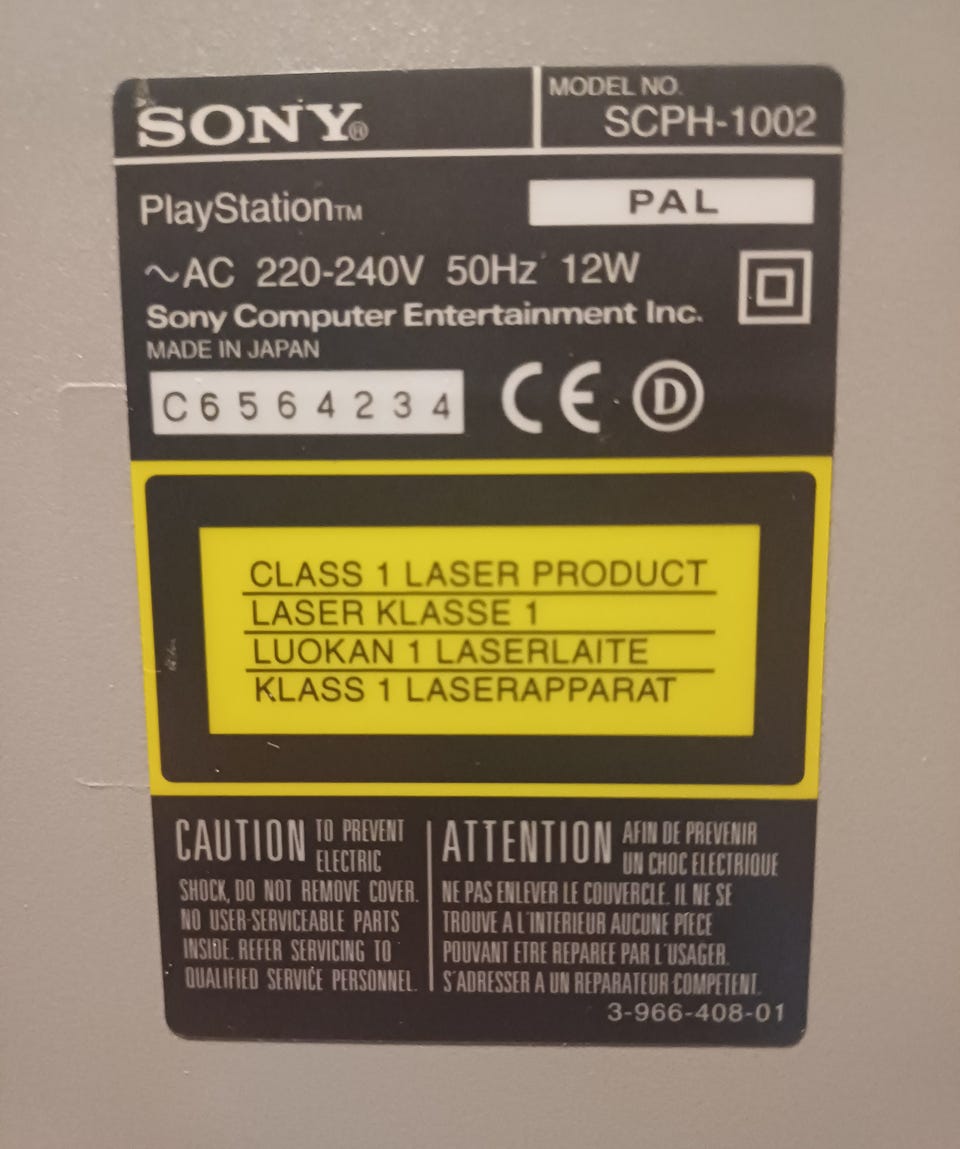 SONY®
MODEL NO.
SCPH-1002
PlayStation™
PAL
~AC 220-240V 50Hz 12W
Sony Computer Entertainment Inc.
MADE IN JAPAN
C6564234
CE D
CLASS 1 LASER PRODUCT
LASER KLASSE 1
LUOKAN 1 LASERLAITE
KLASS 1 LASERAPPARAT
CAUTION TO PREVENT
ELECTRIC
SHOCK, DO NOT REMOVE COVER.
NO USER-SERVICEABLE PARTS
INSIDE. REFER SERVICING TO
QUALIFIED SERVICE PERSONNEL.
ATTENTION AFIN DE PREVENIR
UN CHOC ELECTRIQUE
NE PAS ENLEVER LE COUVERCLE. IL NE SE
TROUVE A L'INTERIEUR AUCUNE PIECE
POUVANT ETRE REPAREE PAR L'USAGER.
S'ADRESSER A UN REPARATEUR COMPETENT.
3-966-408-01